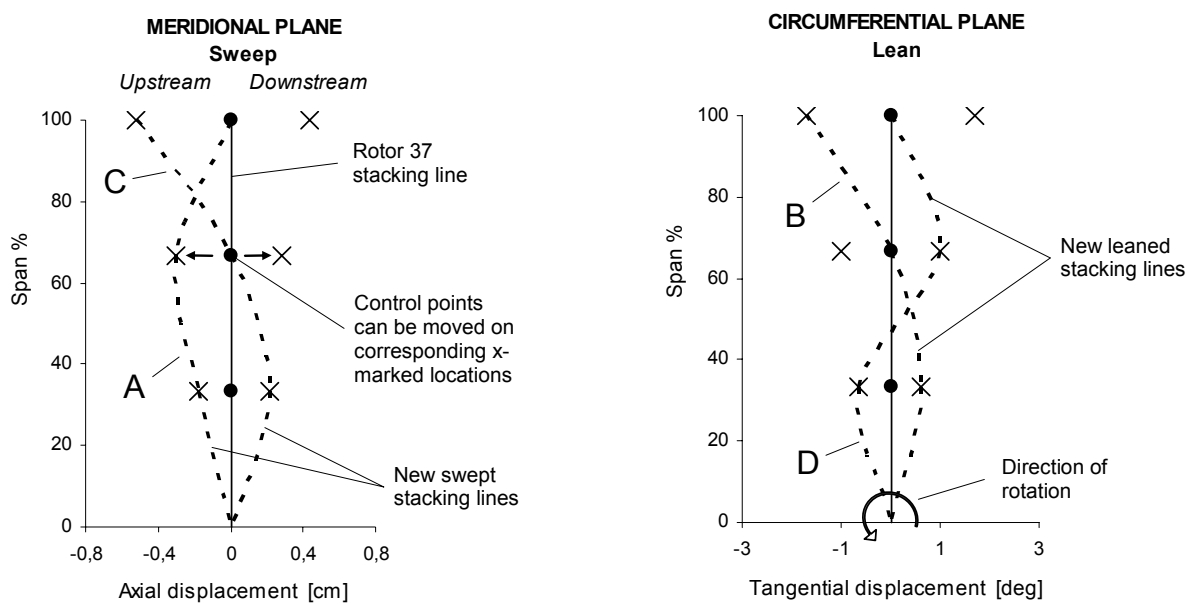 MERIDIONAL PLANE
Sweep
Upstream
Downstream
100
80
60
40
20
0
Span %
-0,8
-0,4
0
0,4
0,8
Axial displacement [cm]
C
A
Rotor 37
stacking line
Control points
can be moved on
corresponding x-
marked locations
New swept
stacking lines
CIRCUMFERENTIAL PLANE
Lean
100
80
60
40
20
0
Span %
-3
-1
1
3
Tangential displacement [deg]
B
D
New leaned
stacking lines
Direction of
rotation